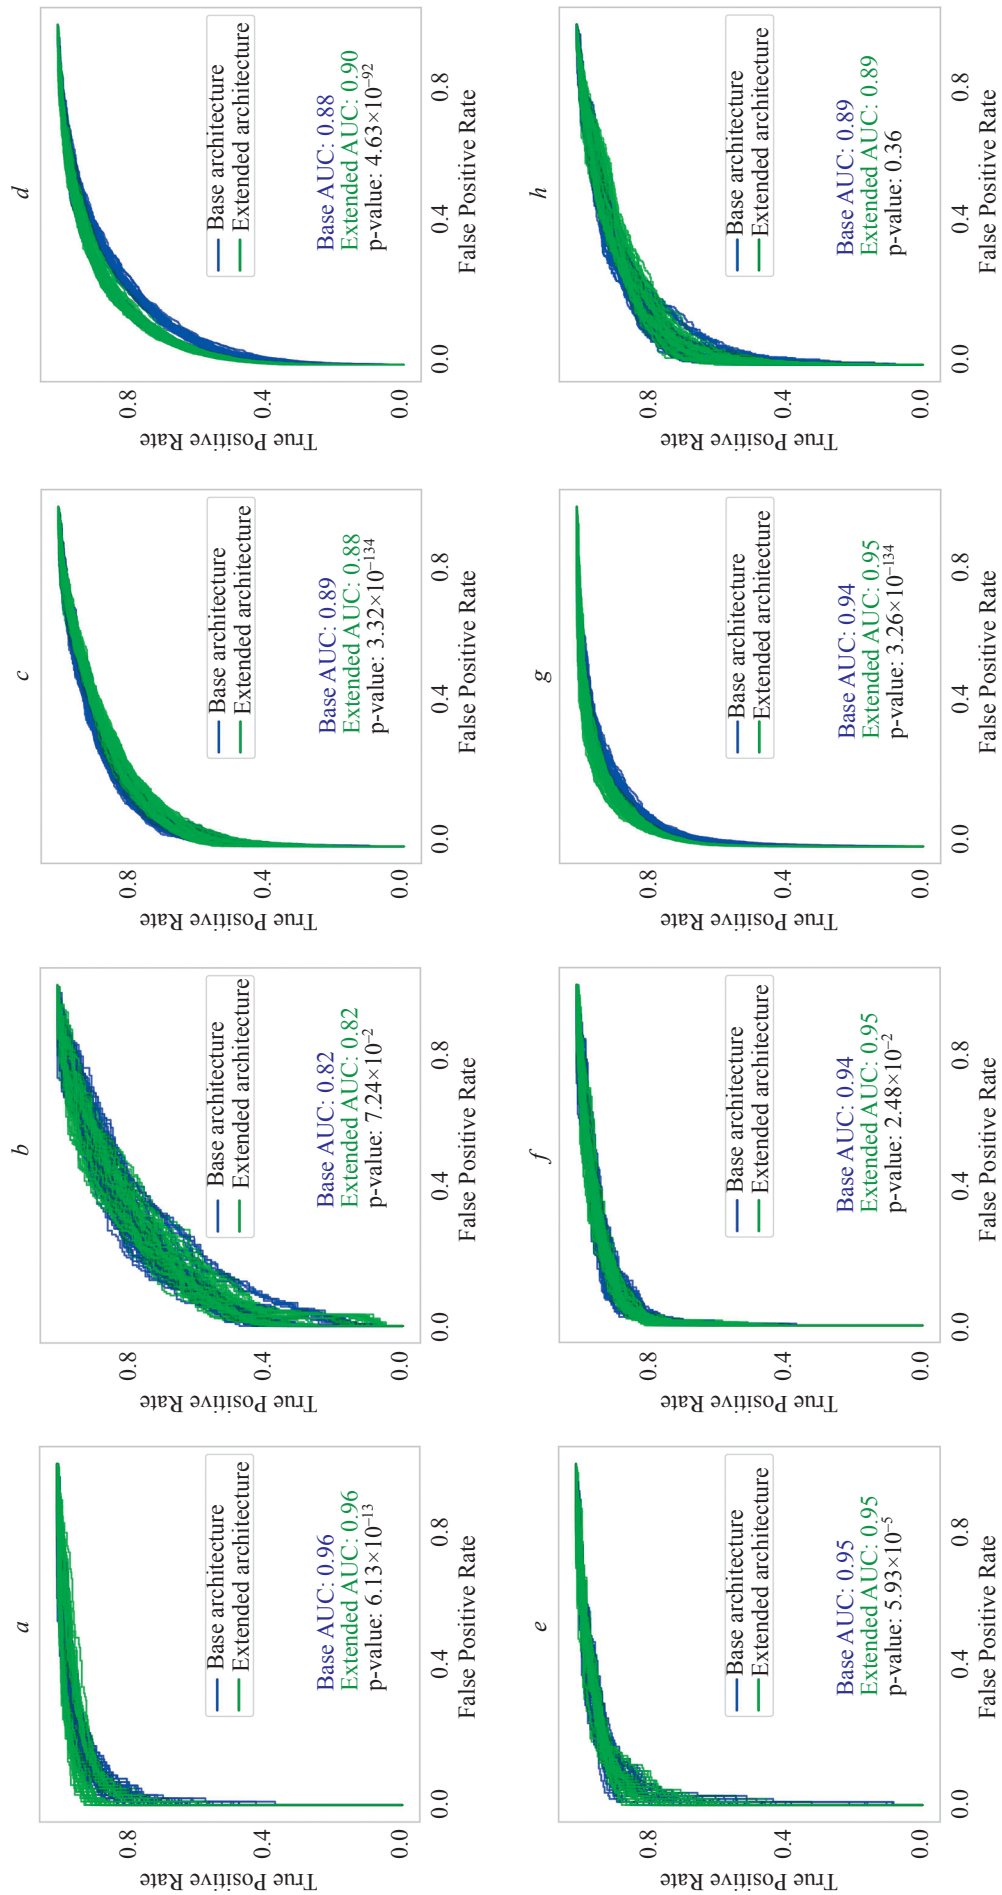 a
True Positive Rate
0.8
0.4
0.0
Base architecture
Extended architecture
Base AUC: 0.96
Extended AUC: 0.96
p-value: 6.13×10⁻¹³
0.0
0.4
0.8
False Positive Rate
b
True Positive Rate
0.8
0.4
0.0
Base architecture
Extended architecture
Base AUC: 0.82
Extended AUC: 0.82
p-value: 7.24×10⁻²
0.0
0.4
0.8
False Positive Rate
c
True Positive Rate
0.8
0.4
0.0
Base architecture
Extended architecture
Base AUC: 0.89
Extended AUC: 0.88
p-value: 3.32×10⁻¹³⁴
0.0
0.4
0.8
False Positive Rate
d
True Positive Rate
0.8
0.4
0.0
Base architecture
Extended architecture
Base AUC: 0.88
Extended AUC: 0.90
p-value: 4.63×10⁻⁹²
0.0
0.4
0.8
False Positive Rate
e
True Positive Rate
0.8
0.4
0.0
Base architecture
Extended architecture
Base AUC: 0.95
Extended AUC: 0.95
p-value: 5.93×10⁻⁵
0.0
0.4
0.8
False Positive Rate
f
True Positive Rate
0.8
0.4
0.0
Base architecture
Extended architecture
Base AUC: 0.94
Extended AUC: 0.95
p-value: 2.48×10⁻²
0.0
0.4
0.8
False Positive Rate
g
True Positive Rate
0.8
0.4
0.0
Base architecture
Extended architecture
Base AUC: 0.94
Extended AUC: 0.95
p-value: 3.26×10⁻¹³⁴
0.0
0.4
0.8
False Positive Rate
h
True Positive Rate
0.8
0.4
0.0
Base architecture
Extended architecture
Base AUC: 0.89
Extended AUC: 0.89
p-value: 0.36
0.0
0.4
0.8
False Positive Rate